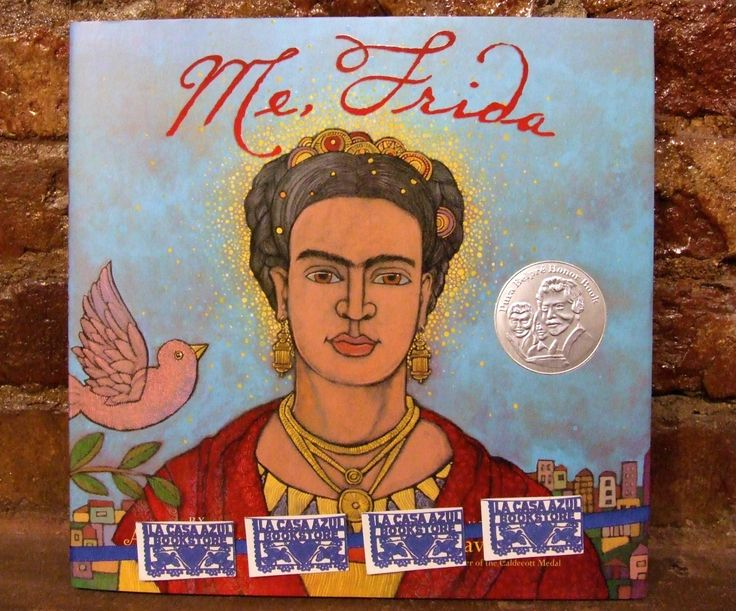 Me, Frida
Pura Belpré Honor Book
BY
LA CASA AZUL
BOOKSTORE
LA CASA AZUL
BOOKSTORE
LA CASA AZUL
BOOKSTORE
LA CASA AZUL
BOOKSTORE
of the Caldecott Medal